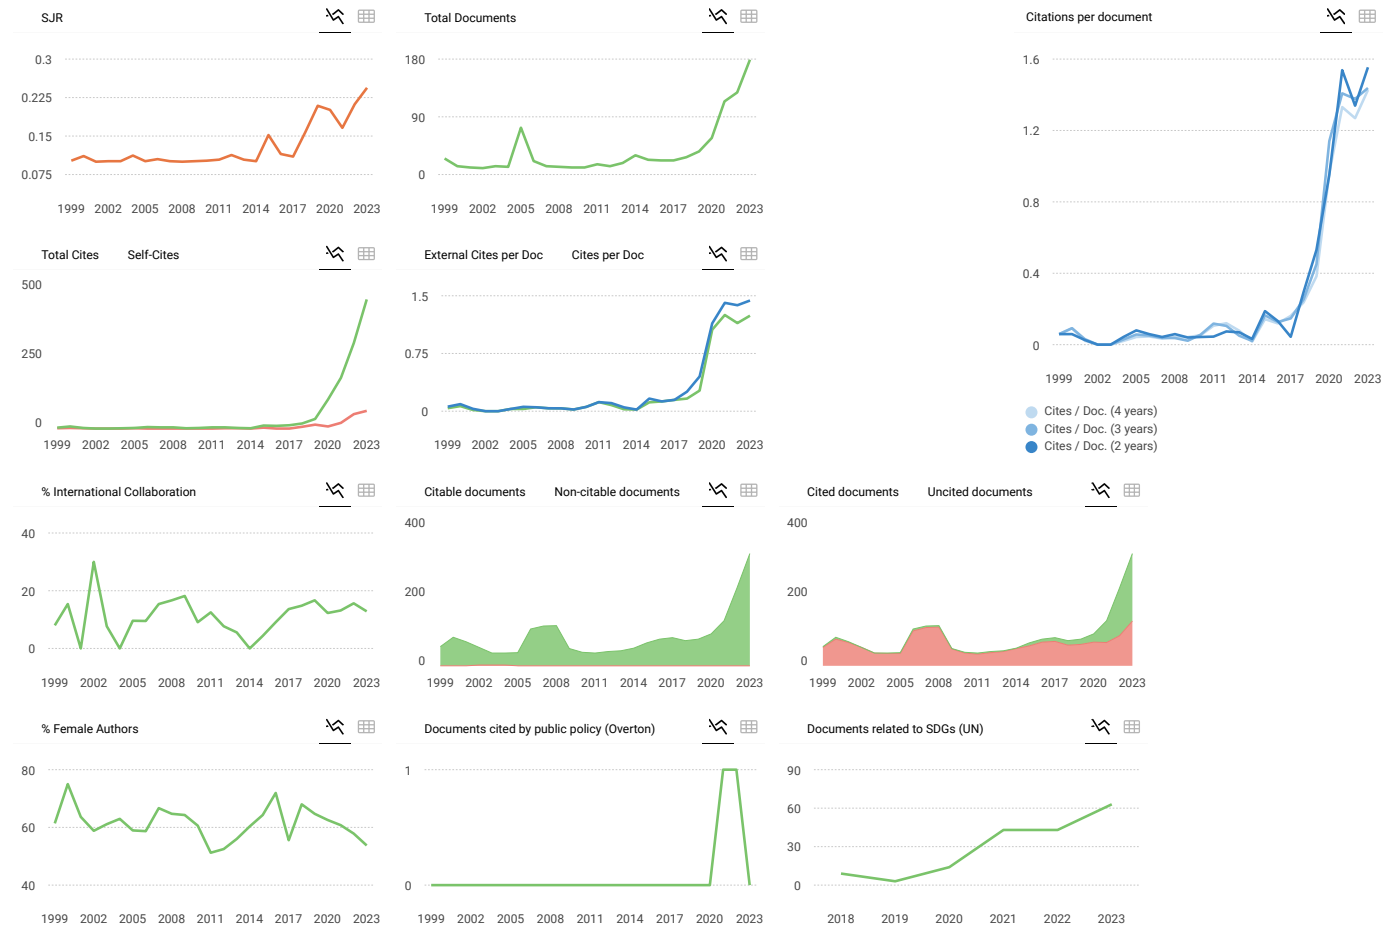 SJR
0.3
0.225
0.15
0.075
1999 2002 2005 2008 2011 2014 2017 2020 2023
Total Documents
180
90
0
1999 2002 2005 2008 2011 2014 2017 2020 2023
Citations per document
1.6
1.2
0.8
0.4
0
1999 2002 2005 2008 2011 2014 2017 2020 2023
Cites / Doc. (4 years)
Cites / Doc. (3 years)
Cites / Doc. (2 years)
Total Cites Self-Cites
500
250
0
1999 2002 2005 2008 2011 2014 2017 2020 2023
External Cites per Doc Cites per Doc
1.5
0.75
0
1999 2002 2005 2008 2011 2014 2017 2020 2023
% International Collaboration
40
20
0
1999 2002 2005 2008 2011 2014 2017 2020 2023
Citable documents Non-citable documents
400
200
0
1999 2002 2005 2008 2011 2014 2017 2020 2023
Cited documents Uncited documents
400
200
0
1999 2002 2005 2008 2011 2014 2017 2020 2023
% Female Authors
80
60
40
1999 2002 2005 2008 2011 2014 2017 2020 2023
Documents cited by public policy (Overton)
1
0
1999 2002 2005 2008 2011 2014 2017 2020 2023
Documents related to SDGs (UN)
90
60
30
0
2018 2019 2020 2021 2022 2023